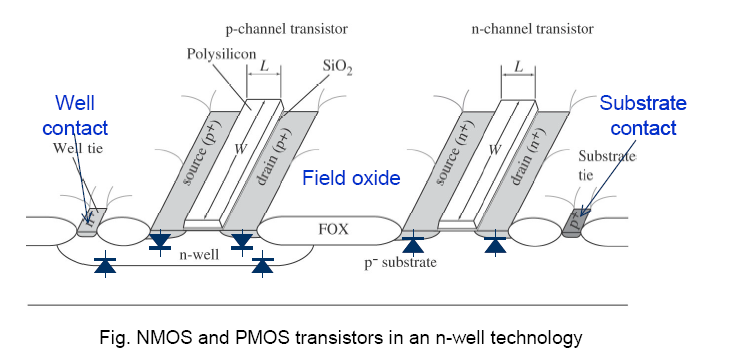 p-channel transistor
n-channel transistor
Polysilicon
L
SiO₂
L
Well
contact
Well tie
Substrate
contact
Substrate
tie
source (p+)
W
drain (p+)
source (n+)
W
drain (n+)
Field oxide
n+
FOX
p+
n-well
p⁻ substrate
Fig. NMOS and PMOS transistors in an n-well technology